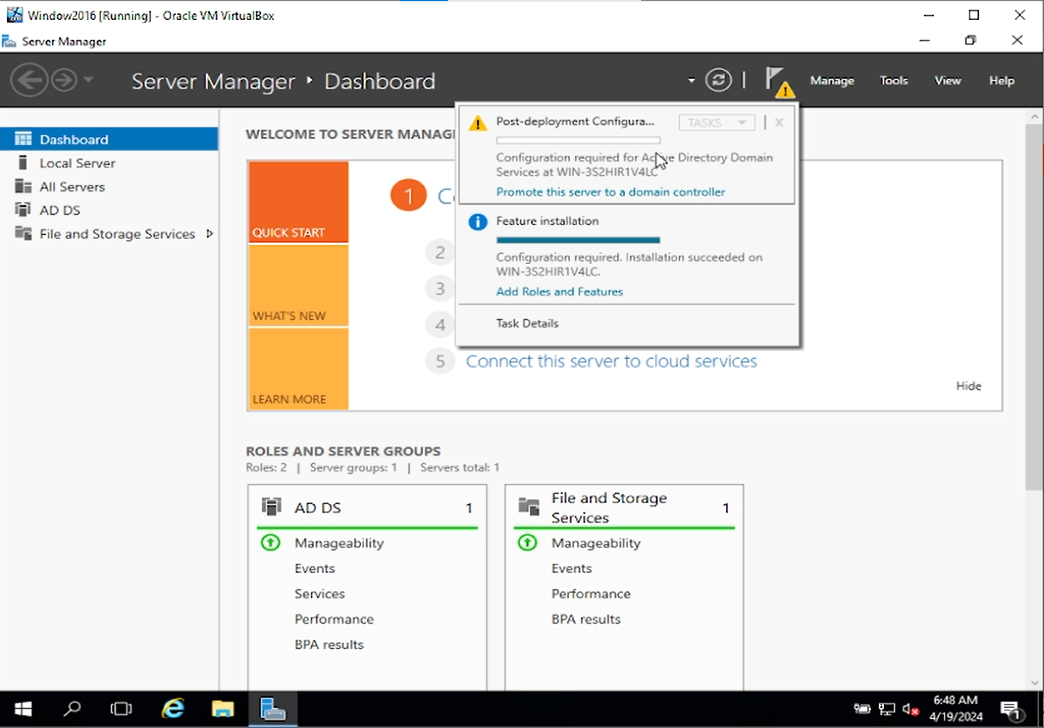 Window2016 [Running] - Oracle VM VirtualBox
Server Manager
Server Manager ‣ Dashboard
Manage Tools View Help
Dashboard
Local Server
All Servers
AD DS
File and Storage Services
WELCOME TO SERVER MANAG
QUICK START
WHAT'S NEW
LEARN MORE
1
2
3
4
5 Connect this server to cloud services
Hide
Post-deployment Configura... TASKS
Configuration required for Active Directory Domain
Services at WIN-3S2HIR1V4LC
Promote this server to a domain controller
Feature installation
Configuration required. Installation succeeded on
WIN-3S2HIR1V4LC.
Add Roles and Features
Task Details
ROLES AND SERVER GROUPS
Roles: 2 | Server groups: 1 | Servers total: 1
AD DS 1
Manageability
Events
Services
Performance
BPA results
File and Storage
Services 1
Manageability
Events
Performance
BPA results
6:48 AM
4/19/2024
1